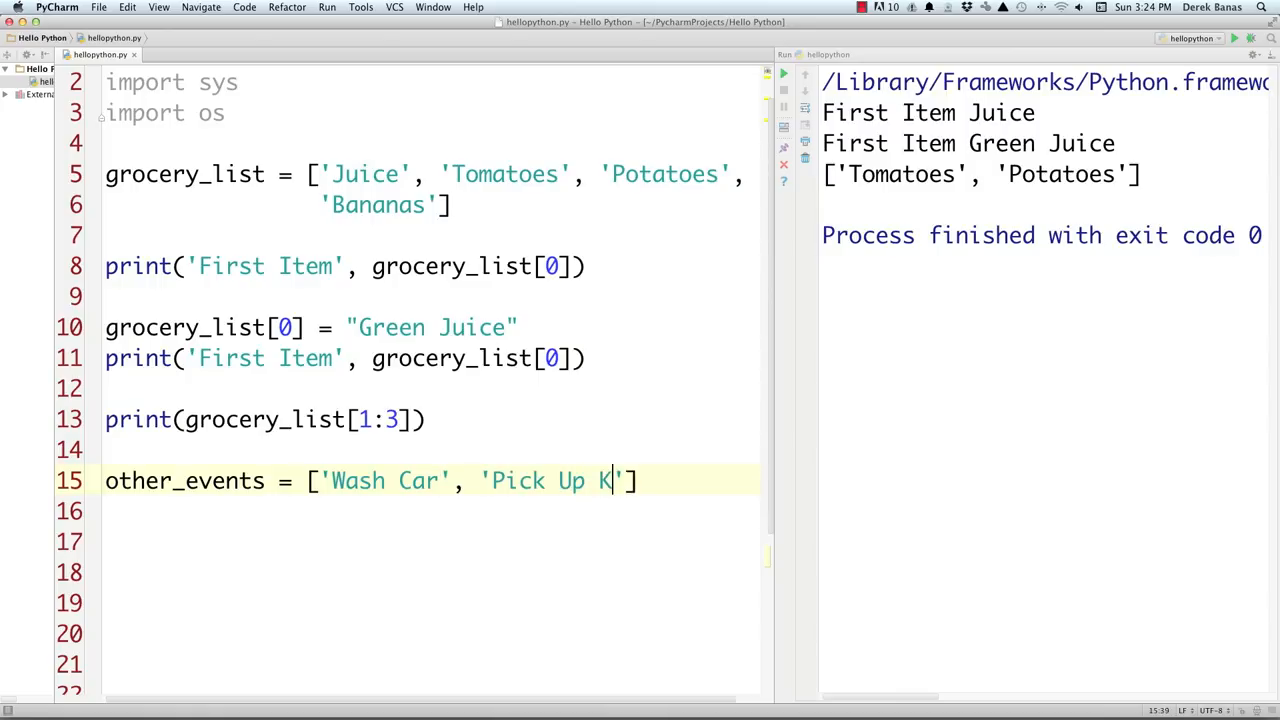 PyCharm File Edit View Navigate Code Refactor Run Tools VCS Window Help 10 Sun 3:24 PM Derek Banas
hellopython.py – Hello Python – [~/PycharmProjects/Hello Python]
Hello Python hellopython.py hellopython
hellopython.py
Run hellopython
Hello P
hello
Externa
2 import sys
3 import os
4
5 grocery_list = ['Juice', 'Tomatoes', 'Potatoes',
6 'Bananas']
7
8 print('First Item', grocery_list[0])
9
10 grocery_list[0] = "Green Juice"
11 print('First Item', grocery_list[0])
12
13 print(grocery_list[1:3])
14
15 other_events = ['Wash Car', 'Pick Up K']
16
17
18
19
20
21
22
/Library/Frameworks/Python.framewo
First Item Juice
First Item Green Juice
['Tomatoes', 'Potatoes']
Process finished with exit code 0
15:39 LF UTF-8